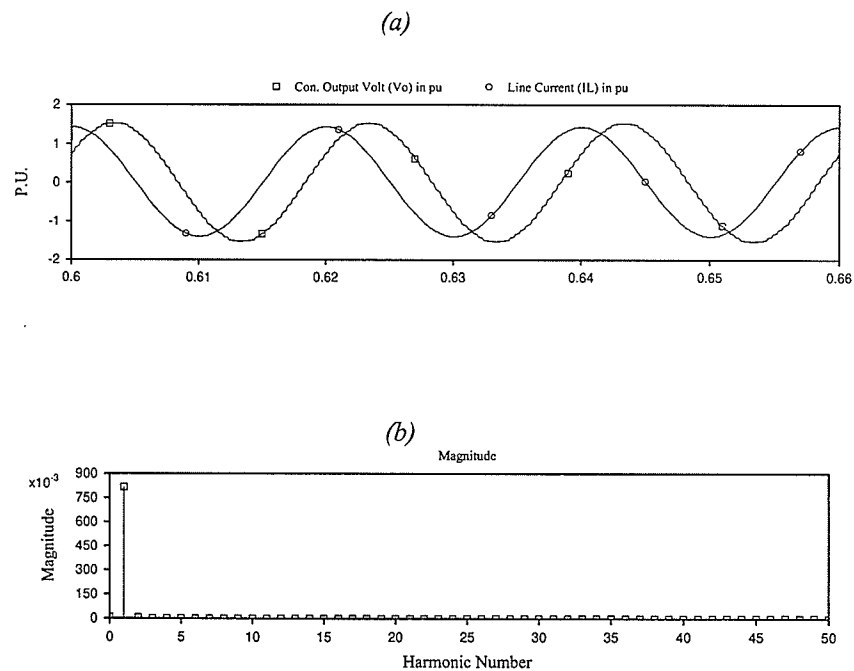 (a)
Con. Output Volt (Vo) in pu Line Current (IL) in pu
2
1
0
-1
-2
P.U.
0.6 0.61 0.62 0.63 0.64 0.65 0.66
(b)
Magnitude
x10-3
900
750
600
450
300
150
0
Magnitude
0 5 10 15 20 25 30 35 40 45 50
Harmonic Number